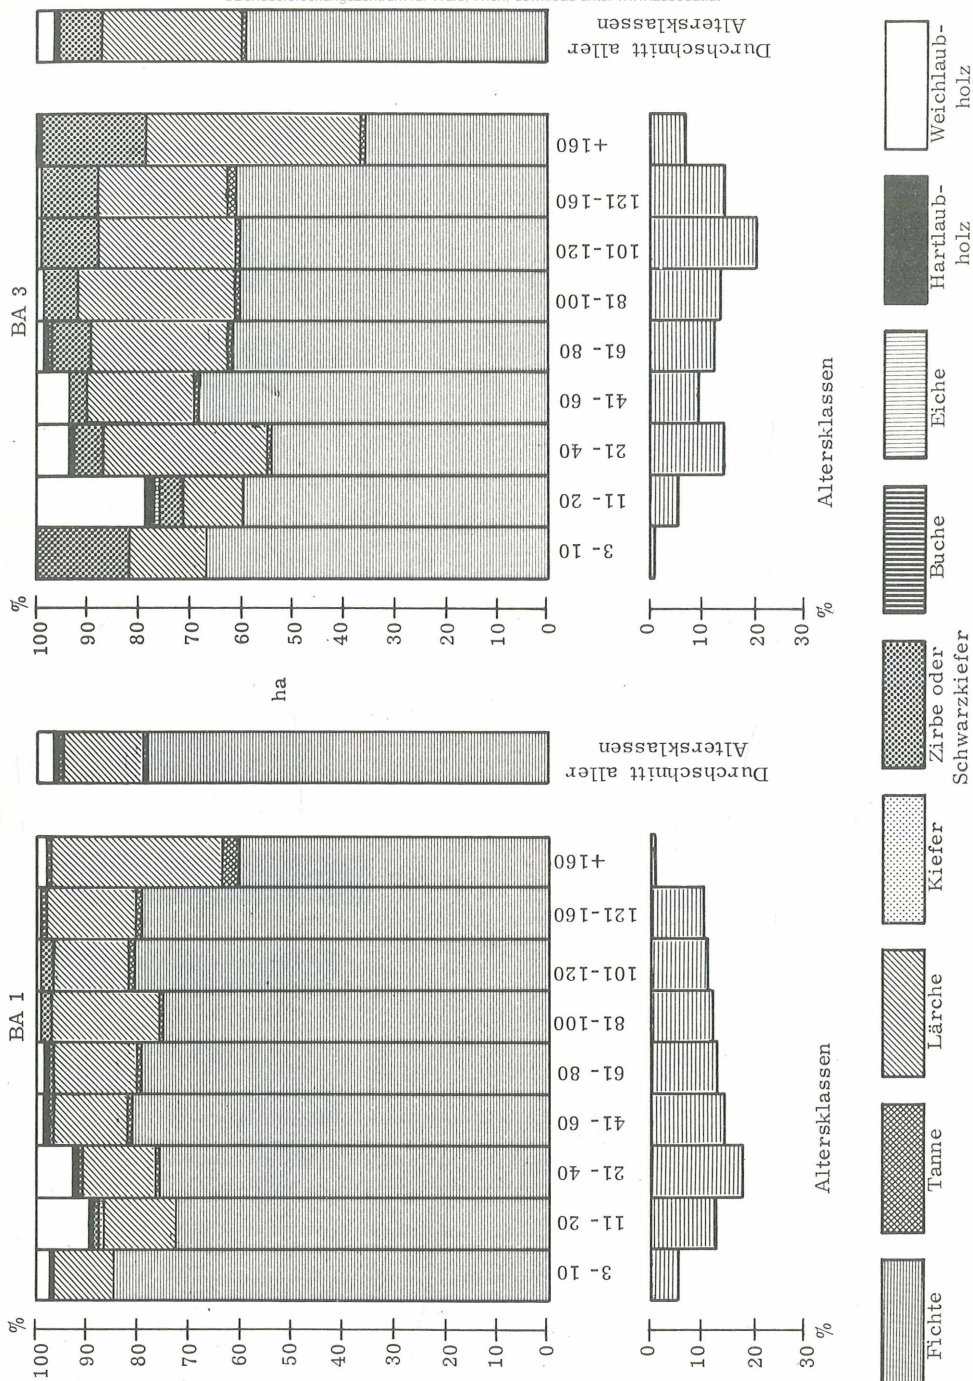 BA 1
%
100
90
80
70
60
50
40
30
20
10
0
3- 10
11- 20
21- 40
41- 60
61- 80
81-100
101-120
121-160
+160
Durchschnitt aller
Altersklassen
0
10
20
30
%
Altersklassen
ha
BA 3
%
100
90
80
70
60
50
40
30
20
10
0
3- 10
11- 20
21- 40
41- 60
61- 80
81-100
101-120
121-160
+160
Durchschnitt aller
Altersklassen
0
10
20
30
%
Altersklassen
Fichte
Tanne
Lärche
Kiefer
Zirbe oder
Schwarzkiefer
Buche
Eiche
Hartlaub-
holz
Weichlaub-
holz